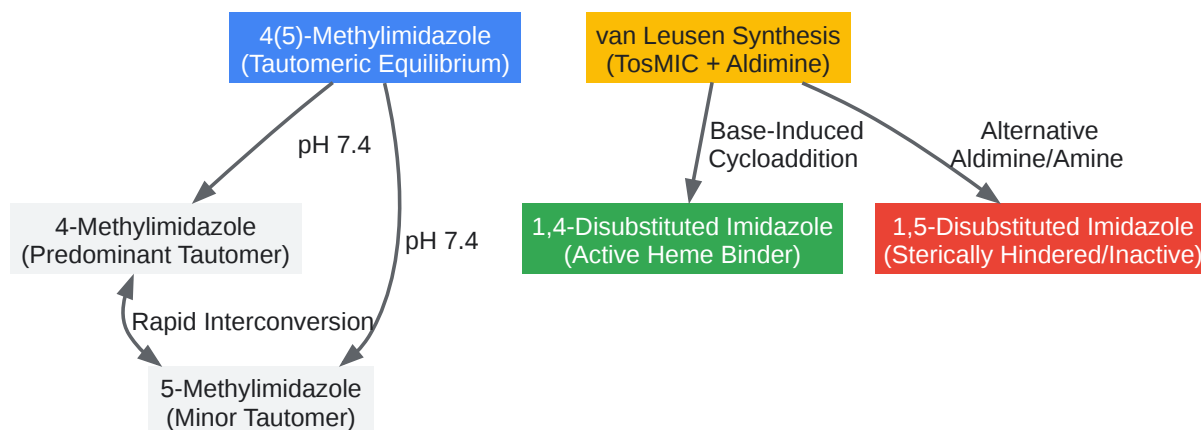 4(5)-Methylimidazole
(Tautomeric Equilibrium)
van Leusen Synthesis
(TosMIC + Aldimine)
pH 7.4
Base-Induced
Cycloaddition
Alternative
Aldimine/Amine
4-Methylimidazole
(Predominant Tautomer)
pH 7.4
1,4-Disubstituted Imidazole
(Active Heme Binder)
1,5-Disubstituted Imidazole
(Sterically Hindered/Inactive)
Rapid Interconversion
5-Methylimidazole
(Minor Tautomer)